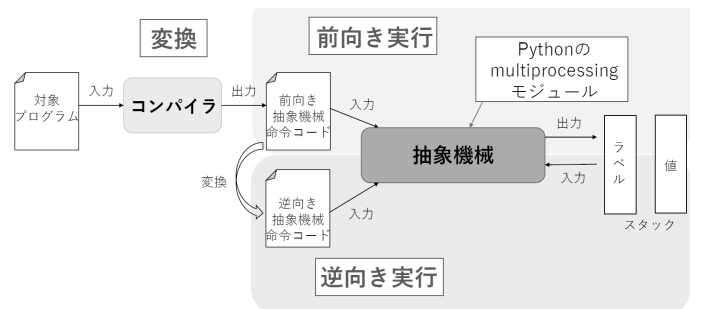 変換
前向き実行
Pythonの
multiprocessing
モジュール
対象
プログラム
入力
コンパイラ
出力
前向き
抽象機械
命令コード
入力
抽象機械
出力
入力
ラベル
値
スタック
変換
逆向き
抽象機械
命令コード
入力
逆向き実行